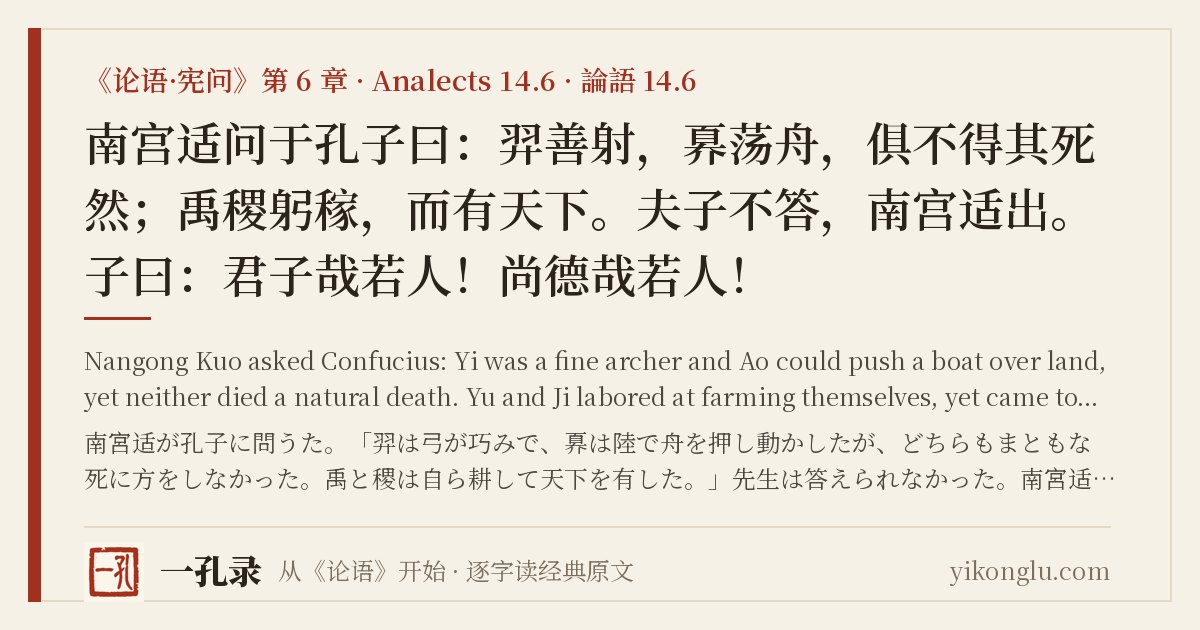 《论语·宪问》第 6 章 · Analects 14.6 · 論語 14.6
南宫适问于孔子曰：羿善射，奡荡舟，俱不得其死
然；禹稷躬稼，而有天下。夫子不答，南宫适出。
子曰：君子哉若人！尚德哉若人！
Nangong Kuo asked Confucius: Yi was a fine archer and Ao could push a boat over land,
yet neither died a natural death. Yu and Ji labored at farming themselves, yet came to...
南宮适が孔子に問うた。「羿は弓が巧みで、奡は陸で舟を押し動かしたが、どちらもまともな
死に方をしなかった。禹と稷は自ら耕して天下を有した。」先生は答えられなかった。南宮适…
一孔
一孔录 从《论语》开始 · 逐字读经典原文 yikonglu.com